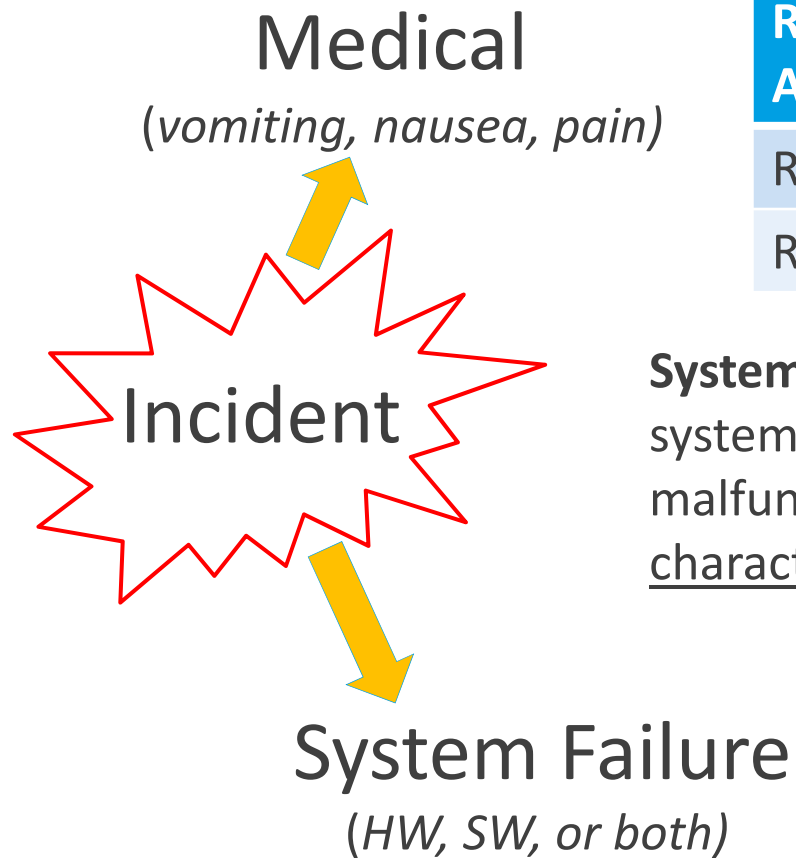 Medical
(vomiting, nausea, pain)
R
A
R
R
Incident
System
system
malfun
charact
System Failure
(HW, SW, or both)